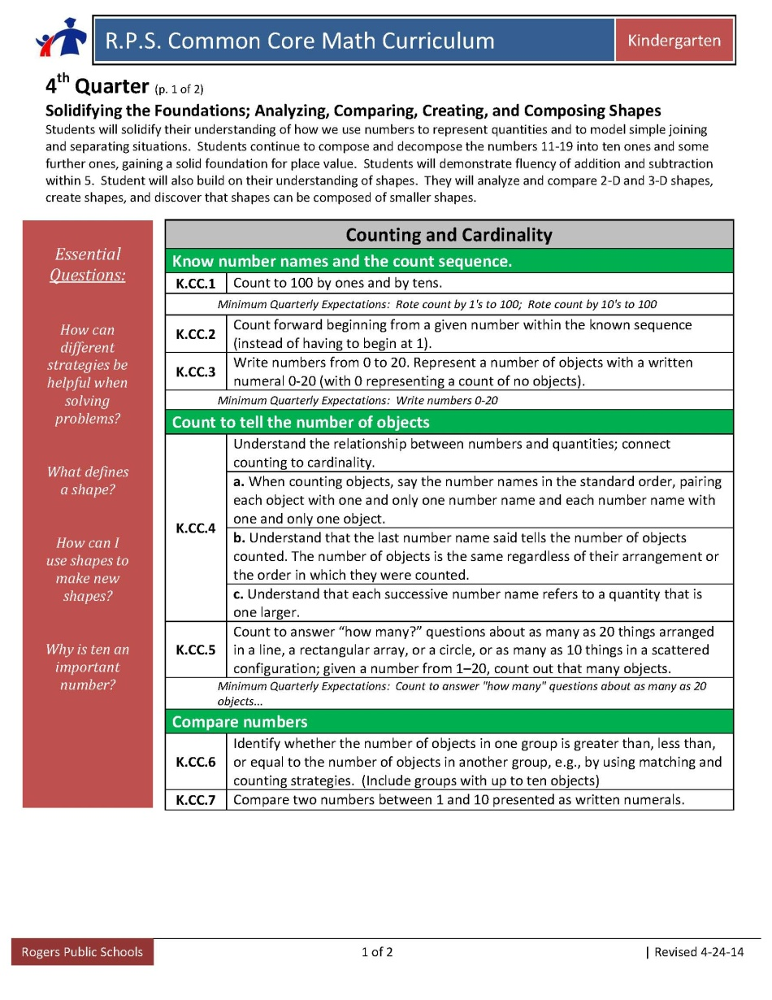 R.P.S. Common Core Math Curriculum
Kindergarten
4th Quarter (p. 1 of 2)
Solidifying the Foundations; Analyzing, Comparing, Creating, and Composing Shapes
Students will solidify their understanding of how we use numbers to represent quantities and to model simple joining
and separating situations.  Students continue to compose and decompose the numbers 11-19 into ten ones and some
further ones, gaining a solid foundation for place value.  Students will demonstrate fluency of addition and subtraction
within 5.  Student will also build on their understanding of shapes.  They will analyze and compare 2-D and 3-D shapes,
create shapes, and discover that shapes can be composed of smaller shapes.
Essential
Questions:
How can
different
strategies be
helpful when
solving
problems?
What defines
a shape?
How can I
use shapes to
make new
shapes?
Why is ten an
important
number?
Counting and Cardinality
Know number names and the count sequence.
K.CC.1
Count to 100 by ones and by tens.
Minimum Quarterly Expectations:  Rote count by 1's to 100;  Rote count by 10's to 100
K.CC.2
Count forward beginning from a given number within the known sequence
(instead of having to begin at 1).
K.CC.3
Write numbers from 0 to 20. Represent a number of objects with a written
numeral 0-20 (with 0 representing a count of no objects).
Minimum Quarterly Expectations:  Write numbers 0-20
Count to tell the number of objects
K.CC.4
Understand the relationship between numbers and quantities; connect
counting to cardinality.
a. When counting objects, say the number names in the standard order, pairing
each object with one and only one number name and each number name with
one and only one object.
b. Understand that the last number name said tells the number of objects
counted. The number of objects is the same regardless of their arrangement or
the order in which they were counted.
c. Understand that each successive number name refers to a quantity that is
one larger.
K.CC.5
Count to answer “how many?” questions about as many as 20 things arranged
in a line, a rectangular array, or a circle, or as many as 10 things in a scattered
configuration; given a number from 1–20, count out that many objects.
Minimum Quarterly Expectations:  Count to answer "how many" questions about as many as 20
objects...
Compare numbers
K.CC.6
Identify whether the number of objects in one group is greater than, less than,
or equal to the number of objects in another group, e.g., by using matching and
counting strategies.  (Include groups with up to ten objects)
K.CC.7
Compare two numbers between 1 and 10 presented as written numerals.
Rogers Public Schools
1 of 2
| Revised 4-24-14